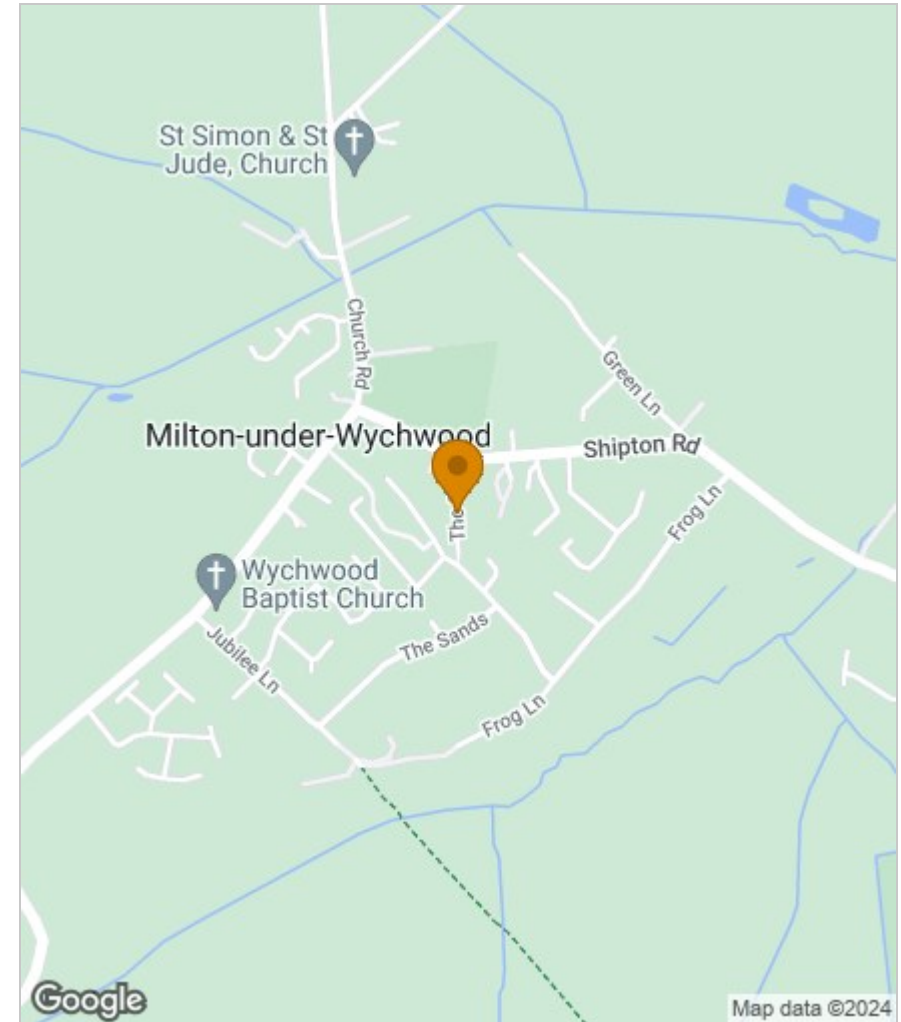 St Simon & St
Jude, Church
Church Rd
Green Ln
Milton-under-Wychwood
Shipton Rd
Frog Ln
The
Wychwood
Baptist Church
The Sands
Jubilee Ln
Frog Ln
Google
Map data ©2024